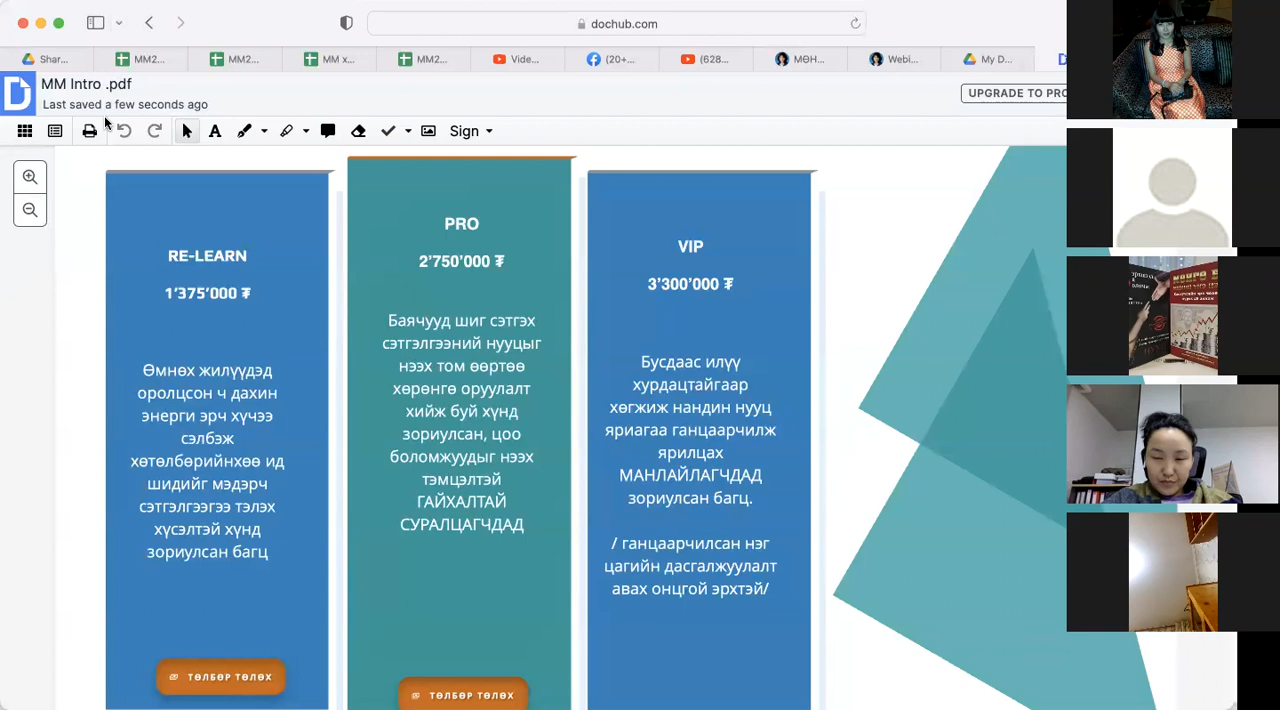 dochub.com
Shar...
MM2...
MM2...
MM x...
MM2...
Vide...
(20+...
(628...
МӨН...
Webi...
My D...
MM Intro .pdf
Last saved a few seconds ago
UPGRADE TO PRO
A
Sign
RE-LEARN
1’375’000 ₮
Өмнөх жилүүдэд
оролцсон ч дахин
энерги эрч хүчээ
сэлбэж
хөтөлбөрийнхөө ид
шидийг мэдэрч
сэтгэлгээгээ тэлэх
хүсэлтэй хүнд
зориулсан багц
ТӨЛБӨР ТӨЛӨХ
PRO
2’750’000 ₮
Баячууд шиг сэтгэх
сэтгэлгээний нууцыг
нээх том өөртөө
хөрөнгө оруулалт
хийж буй хүнд
зориулсан, цоо
боломжуудыг нээх
тэмцэлтэй
ГАЙХАЛТАЙ
СУРАЛЦАГЧДАД
ТӨЛБӨР ТӨЛӨХ
VIP
3’300’000 ₮
Бусдаас илүү
хурдацтайгаар
хөгжиж нандин нууц
яриагаа ганцаарчилж
ярилцах
МАНЛАЙЛАГЧДАД
зориулсан багц.
/ ганцаарчилсан нэг
цагийн дасгалжуулалт
авах онцгой эрхтэй/